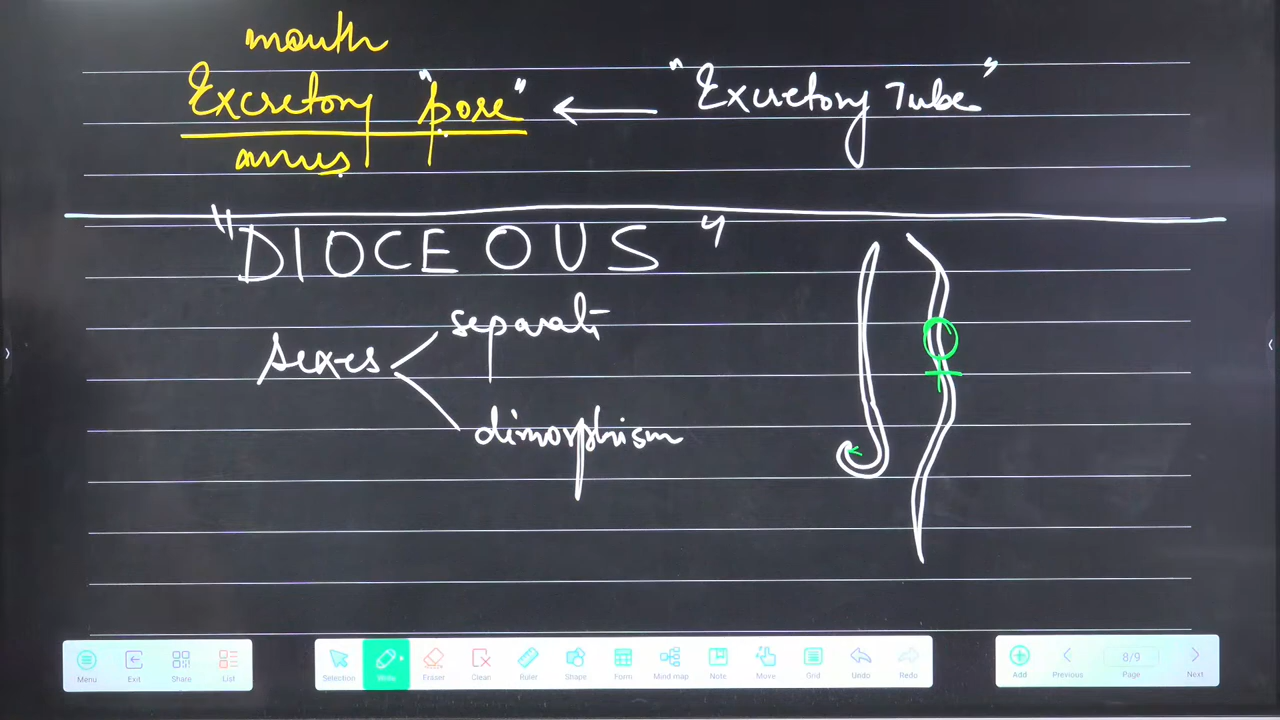 mouth
Excretory "pore" ← "Excretory Tube"
anus
"DIOCEOUS"
separate
sexes
dimorphism
Menu Exit Share List Selection Write Eraser Clean Ruler Shape Form Mind map Note Move Grid Undo Redo Add Previous 8/9 Page Next